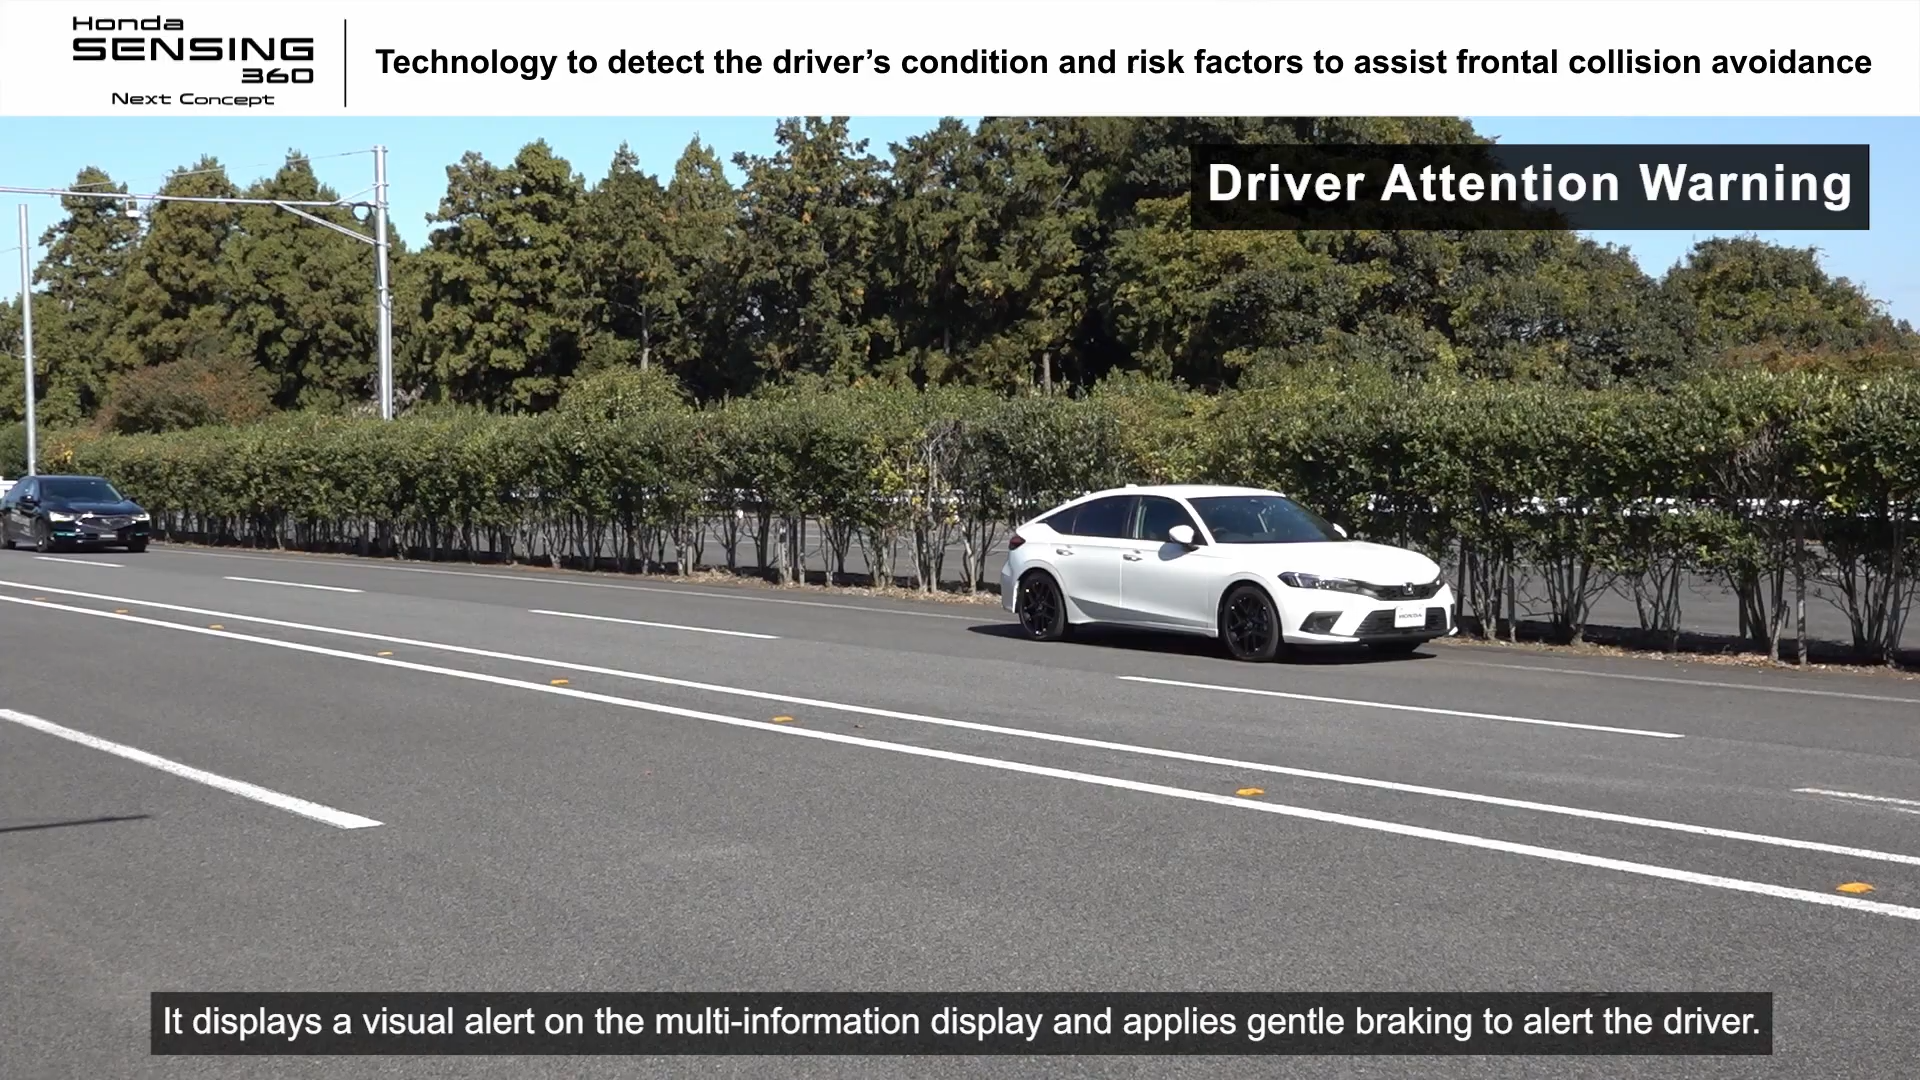 Honda
SENSING
360
Next Concept
Technology to detect the driver’s condition and risk factors to assist frontal collision avoidance
Driver Attention Warning
HONDA
It displays a visual alert on the multi-information display and applies gentle braking to alert the driver.